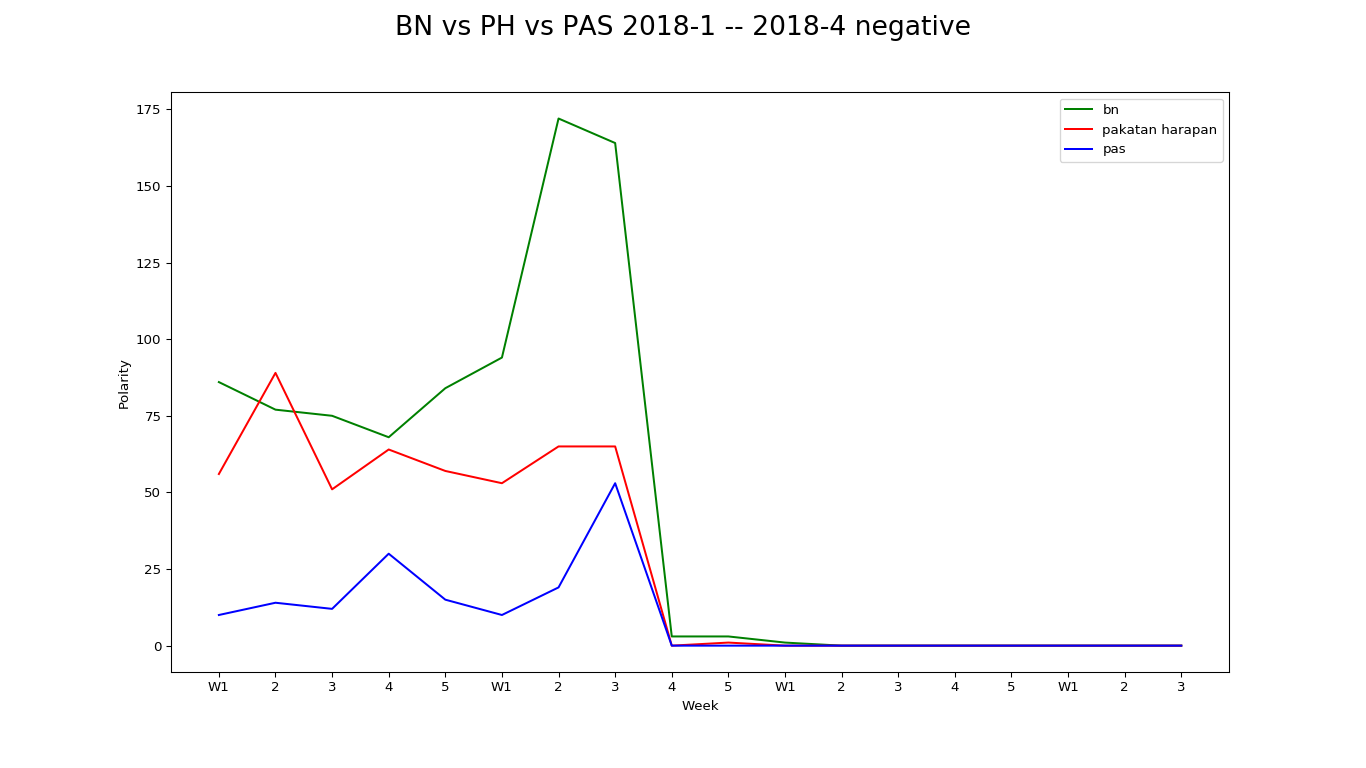 BN vs PH vs PAS 2018-1 -- 2018-4 negative
bn
pakatan harapan
pas
175
150
125
100
75
50
25
0
Polarity
W1 2 3 4 5 W1 2 3 4 5 W1 2 3 4 5 W1 2 3
Week